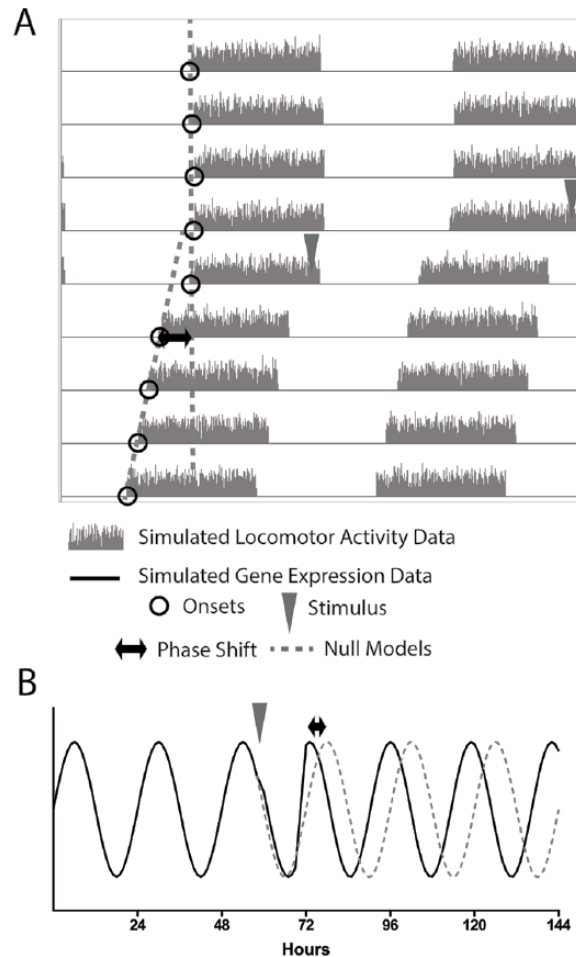 A
Simulated Locomotor Activity Data
Simulated Gene Expression Data
Onsets Stimulus
Phase Shift Null Models
B
24 48 72 96 120 144
Hours